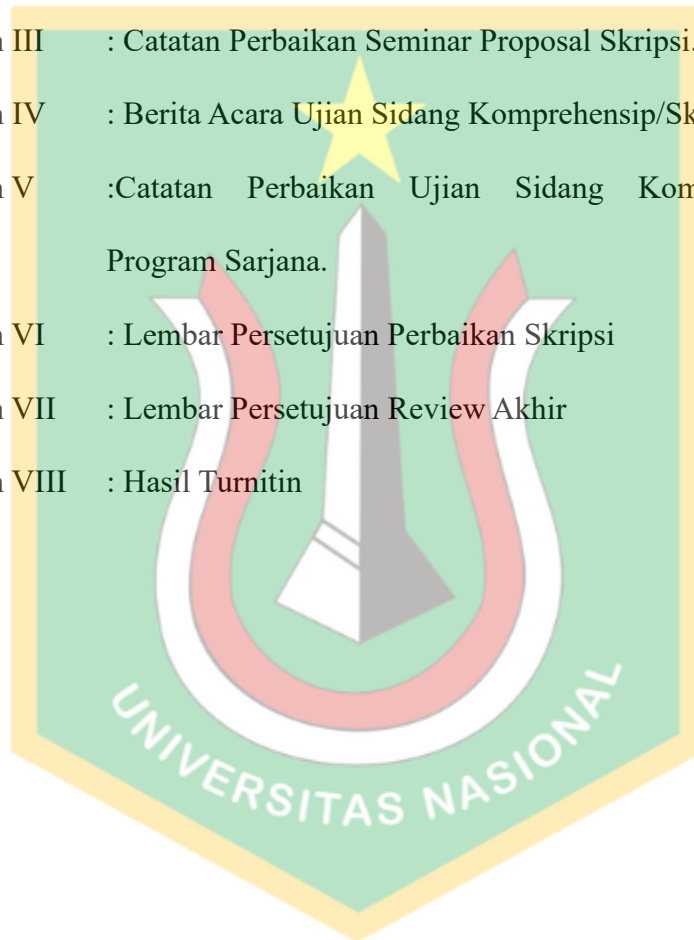 III : Catatan Perbaikan Seminar Proposal Skripsi.
IV : Berita Acara Ujian Sidang Komprehensip/Sk
V :Catatan Perbaikan Ujian Sidang Kom
Program Sarjana.
VI : Lembar Persetujuan Perbaikan Skripsi
VII : Lembar Persetujuan Review Akhir
VIII : Hasil Turnitin
UNIVERSITAS NASIONAL